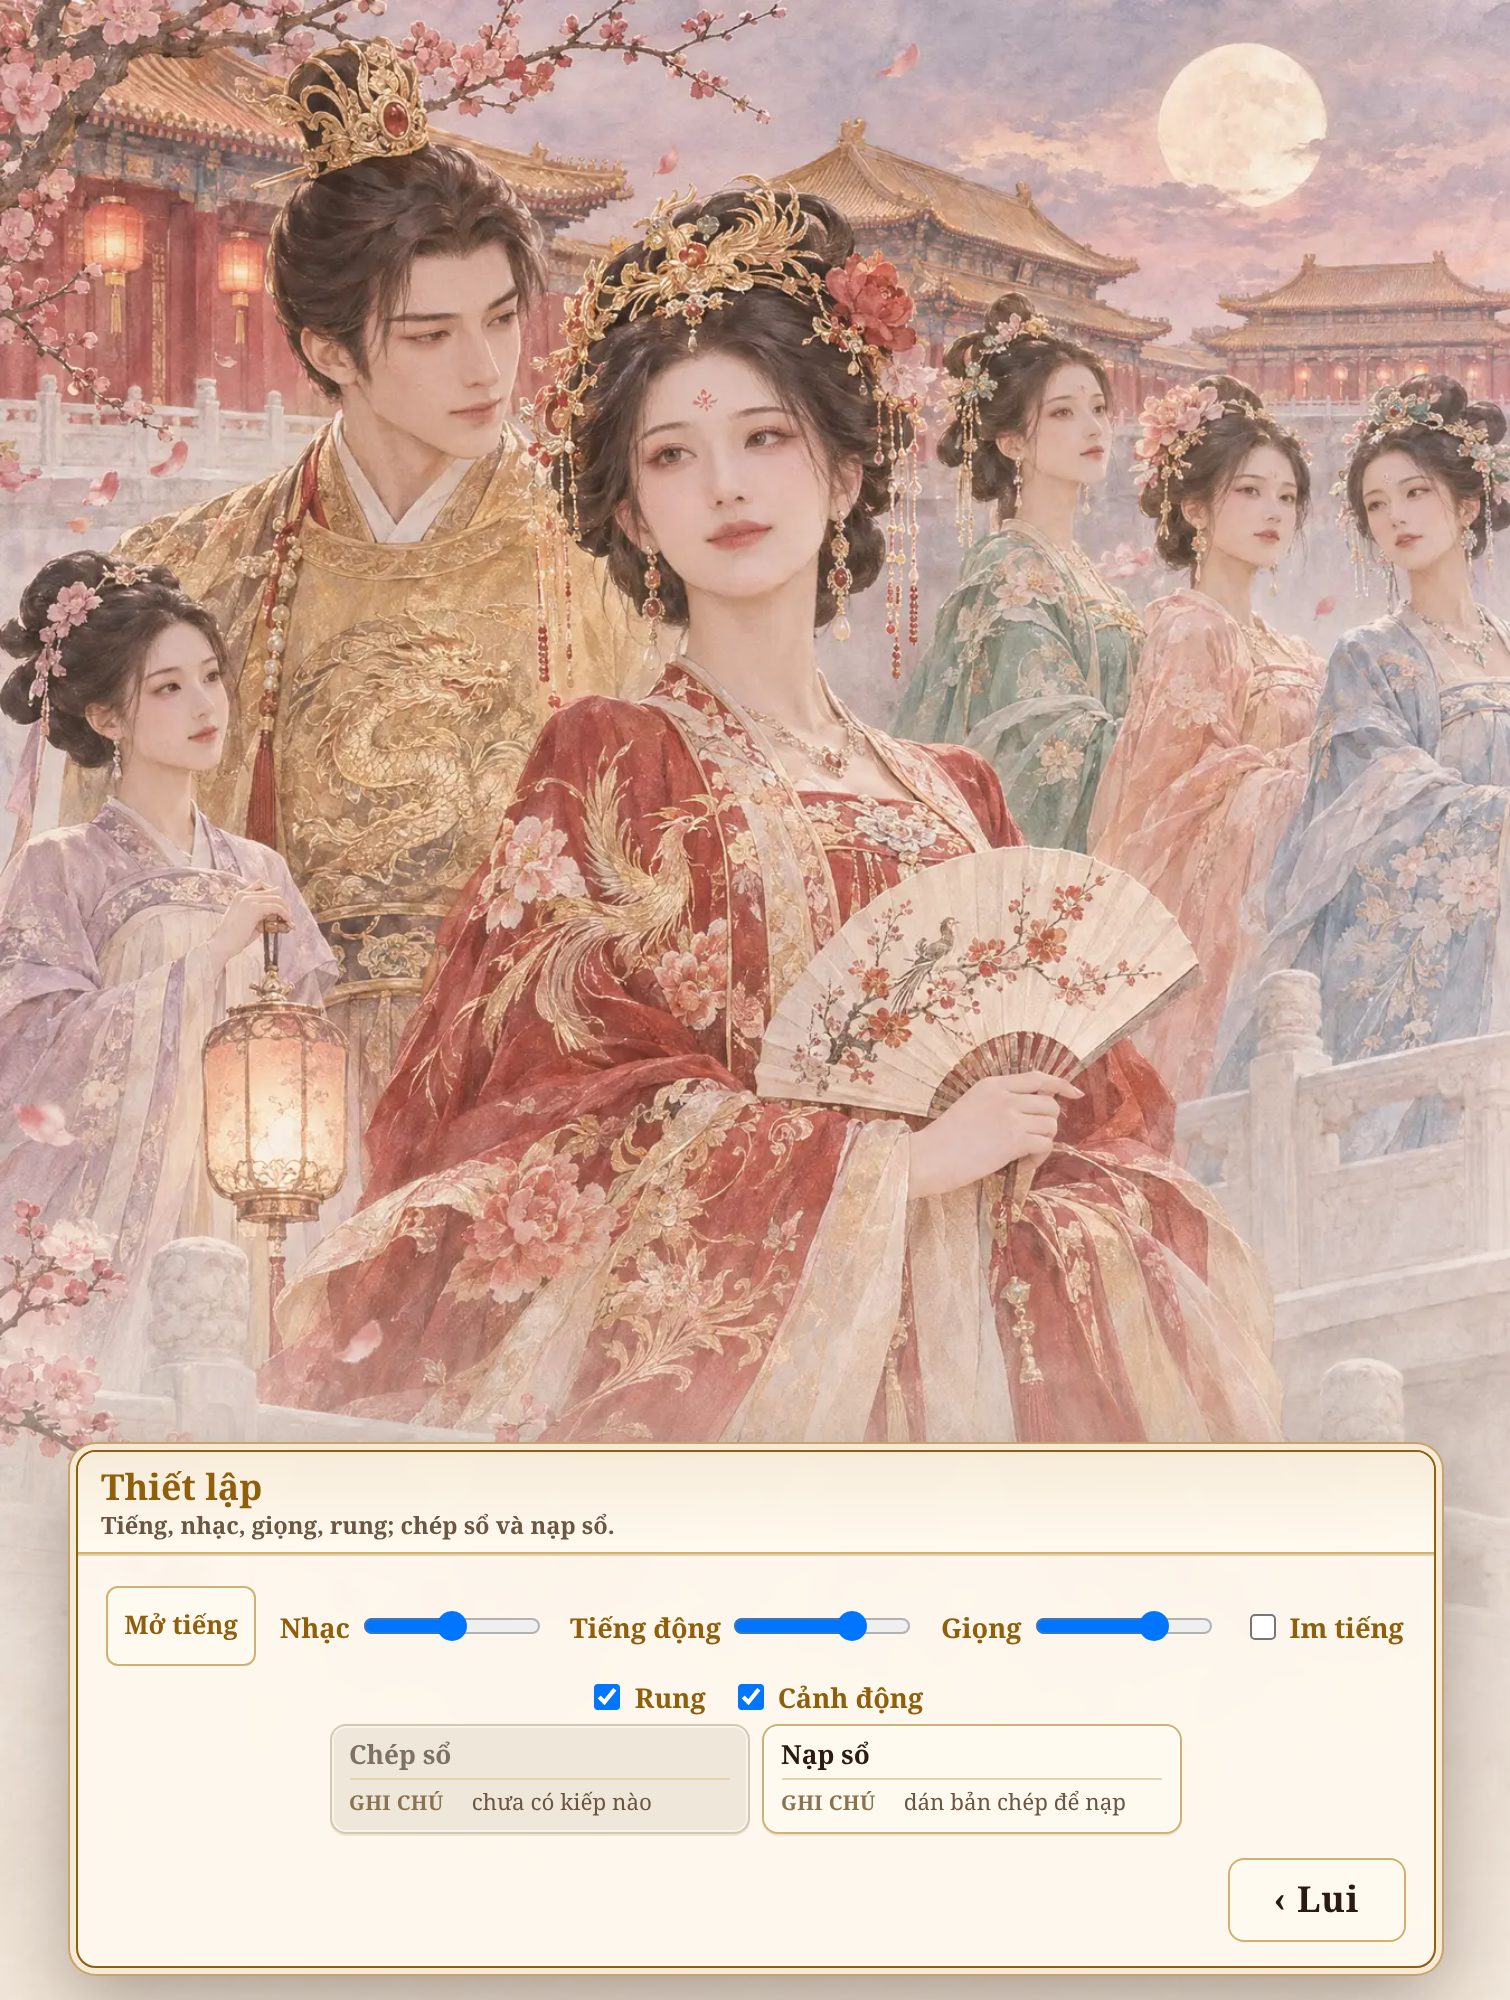 Thiết lập
Tiếng, nhạc, giọng, rung; chép sổ và nạp sổ.
Mở tiếng Nhạc Tiếng động Giọng Im tiếng
Rung Cảnh động
Chép sổ
GHI CHÚ chưa có kiếp nào
Nạp sổ
GHI CHÚ dán bản chép để nạp
‹ Lui